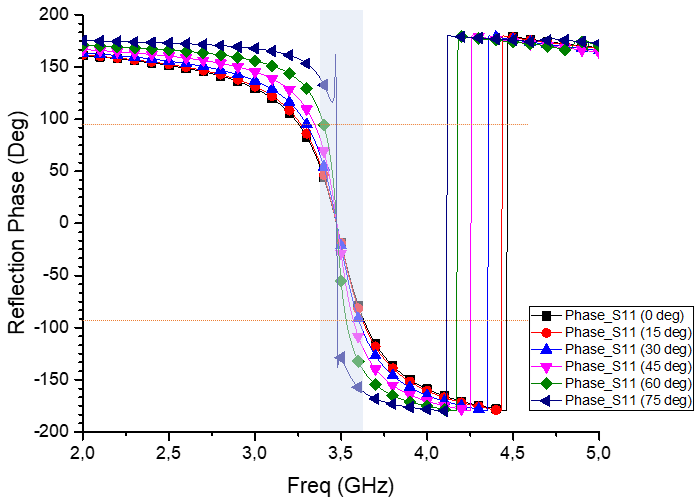 200
150
100
50
0
-50
-100
-150
-200
Reflection Phase (Deg)
2,0 2,5 3,0 3,5 4,0 4,5 5,0
Freq (GHz)
Phase_S11 (0 deg)
Phase_S11 (15 deg)
Phase_S11 (30 deg)
Phase_S11 (45 deg)
Phase_S11 (60 deg)
Phase_S11 (75 deg)